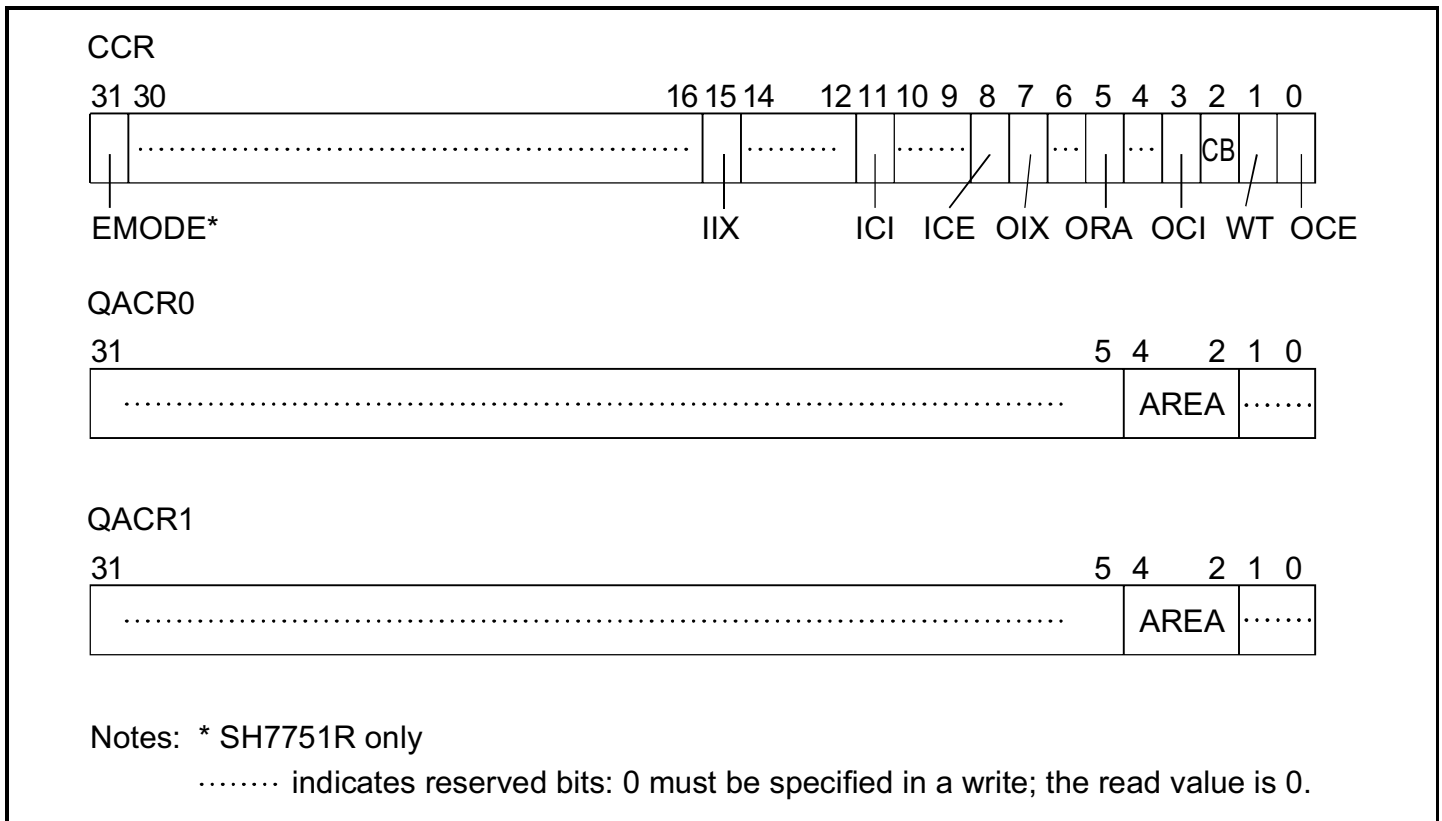 CCR
31 30 16 15 14 12 11 10 9 8 7 6 5 4 3 2 1 0
CB
EMODE* IIX ICI ICE OIX ORA OCI WT OCE
QACR0
31 5 4 2 1 0
AREA
QACR1
31 5 4 2 1 0
AREA
Notes: * SH7751R only
········ indicates reserved bits: 0 must be specified in a write; the read value is 0.